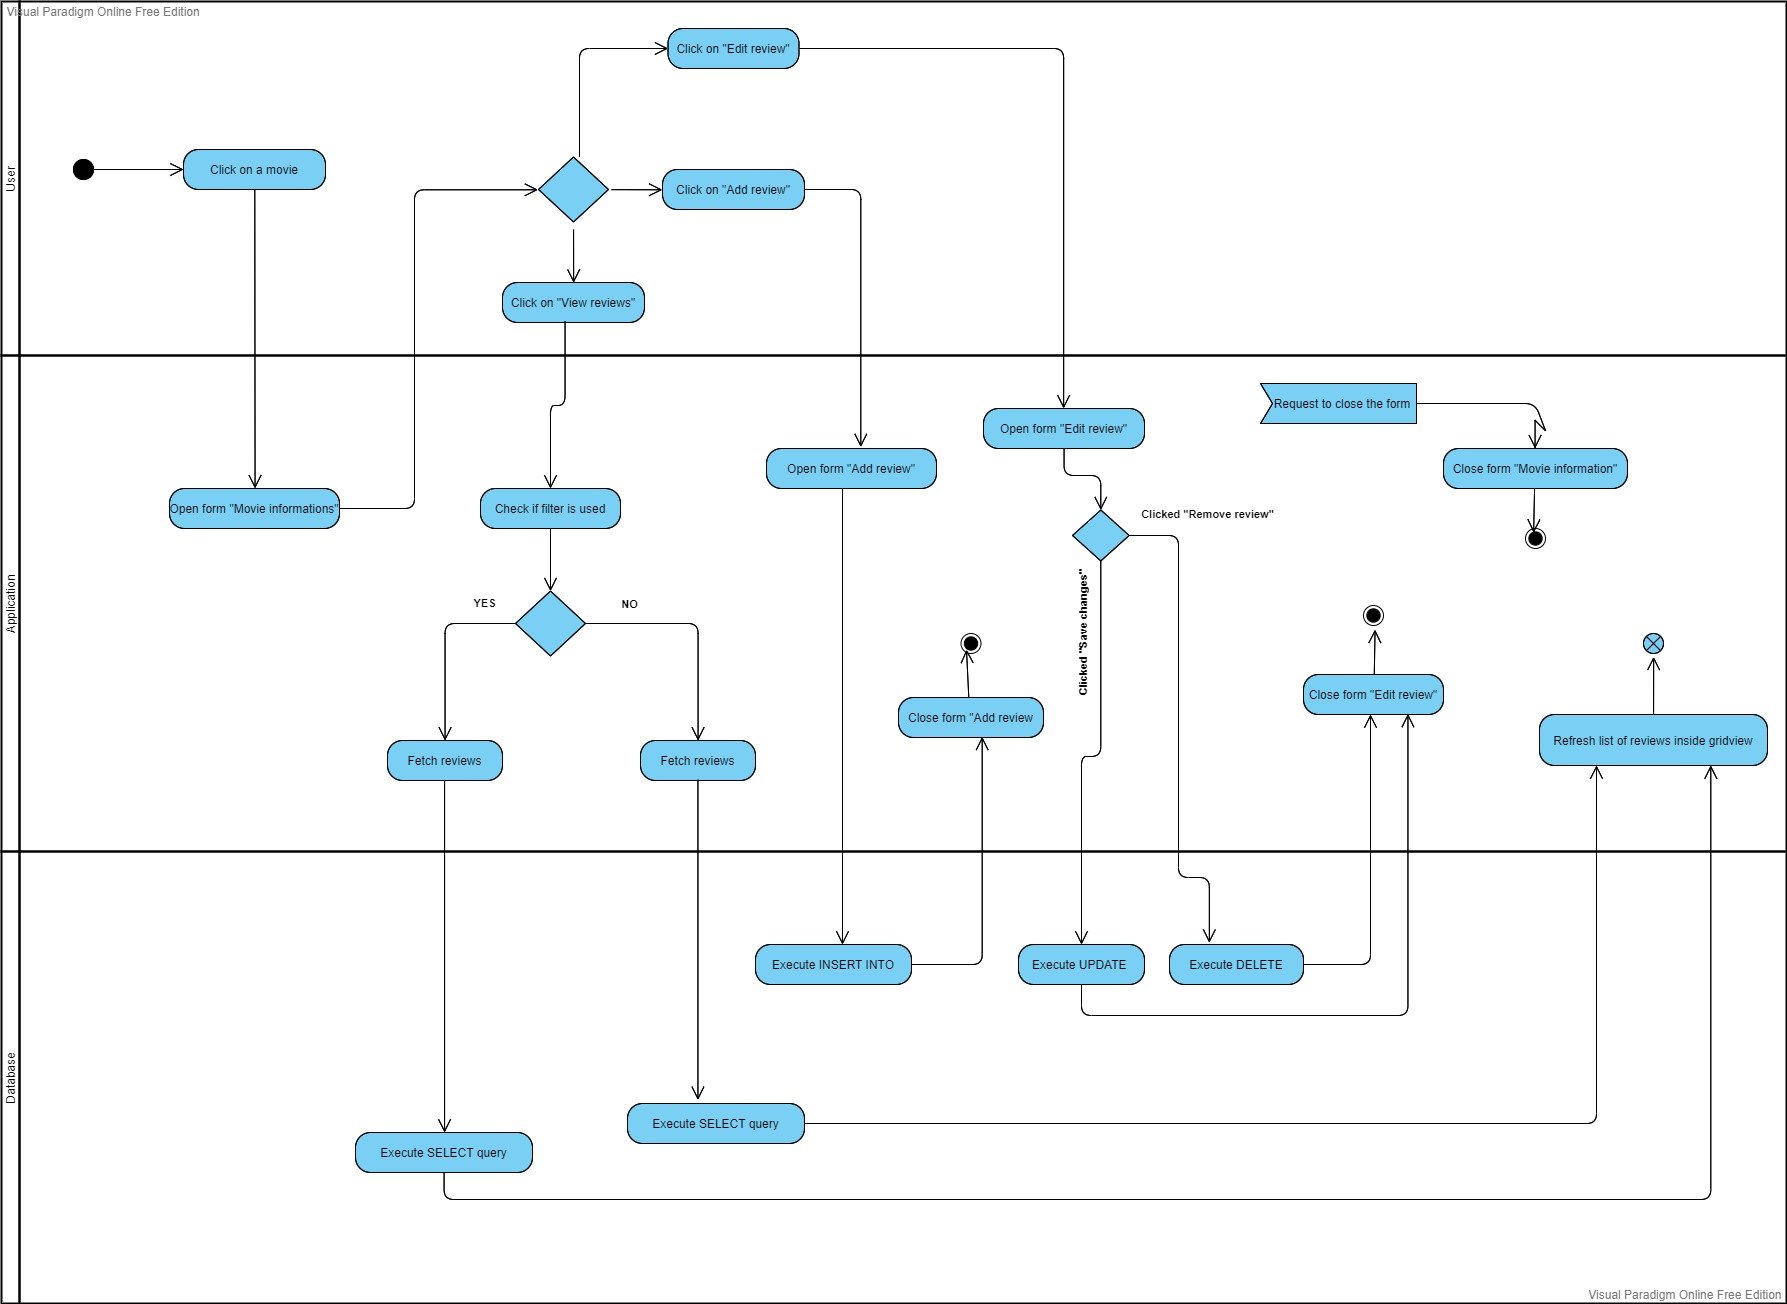 Visual Paradigm Online Free Edition
User
Click on "Edit review"
Click on a movie
Click on "Add review"
Click on "View reviews"
Application
Request to close the form
Open form "Edit review"
Open form "Add review"
Close form "Movie information"
Open form "Movie informations"
Check if filter is used
Clicked "Remove review"
Clicked "Save changes"
YES
NO
Close form "Edit review"
Close form "Add review
Refresh list of reviews inside gridview
Fetch reviews
Fetch reviews
Database
Execute INSERT INTO
Execute UPDATE
Execute DELETE
Execute SELECT query
Execute SELECT query
Visual Paradigm Online Free Edition